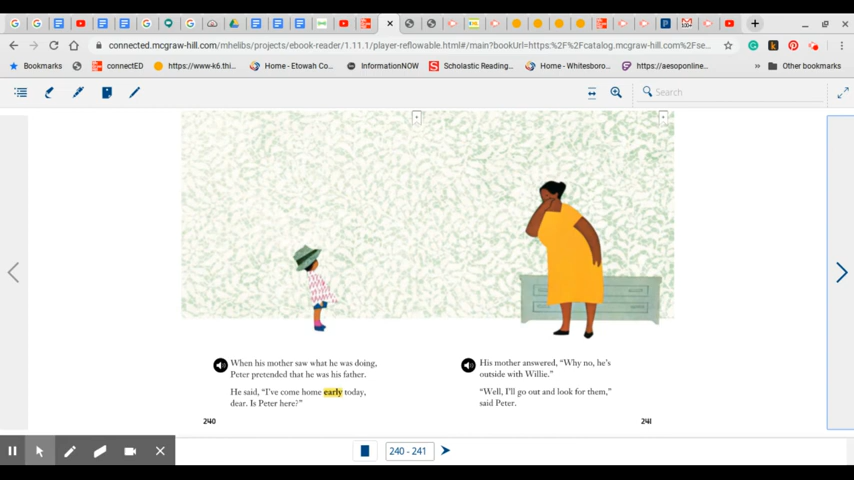 connected.mcgraw-hill.com/mhelibs/projects/ebook-reader/1.11.1/player-reflowable.html#/main?bookUrl=https:%2F%2Fcatalog.mcgraw-hill.com%2Fse...
Bookmarks
connectED
https://www-k6.thi...
Home - Etowah Co...
InformationNOW
Scholastic Reading...
Home - Whitesboro...
https://aesoponline...
»
Other bookmarks
Search
When his mother saw what he was doing,
Peter pretended that he was his father.
He said, “I’ve come home early today,
dear. Is Peter here?”
240
His mother answered, “Why no, he’s
outside with Willie.”
“Well, I’ll go out and look for them,”
said Peter.
241
240 - 241